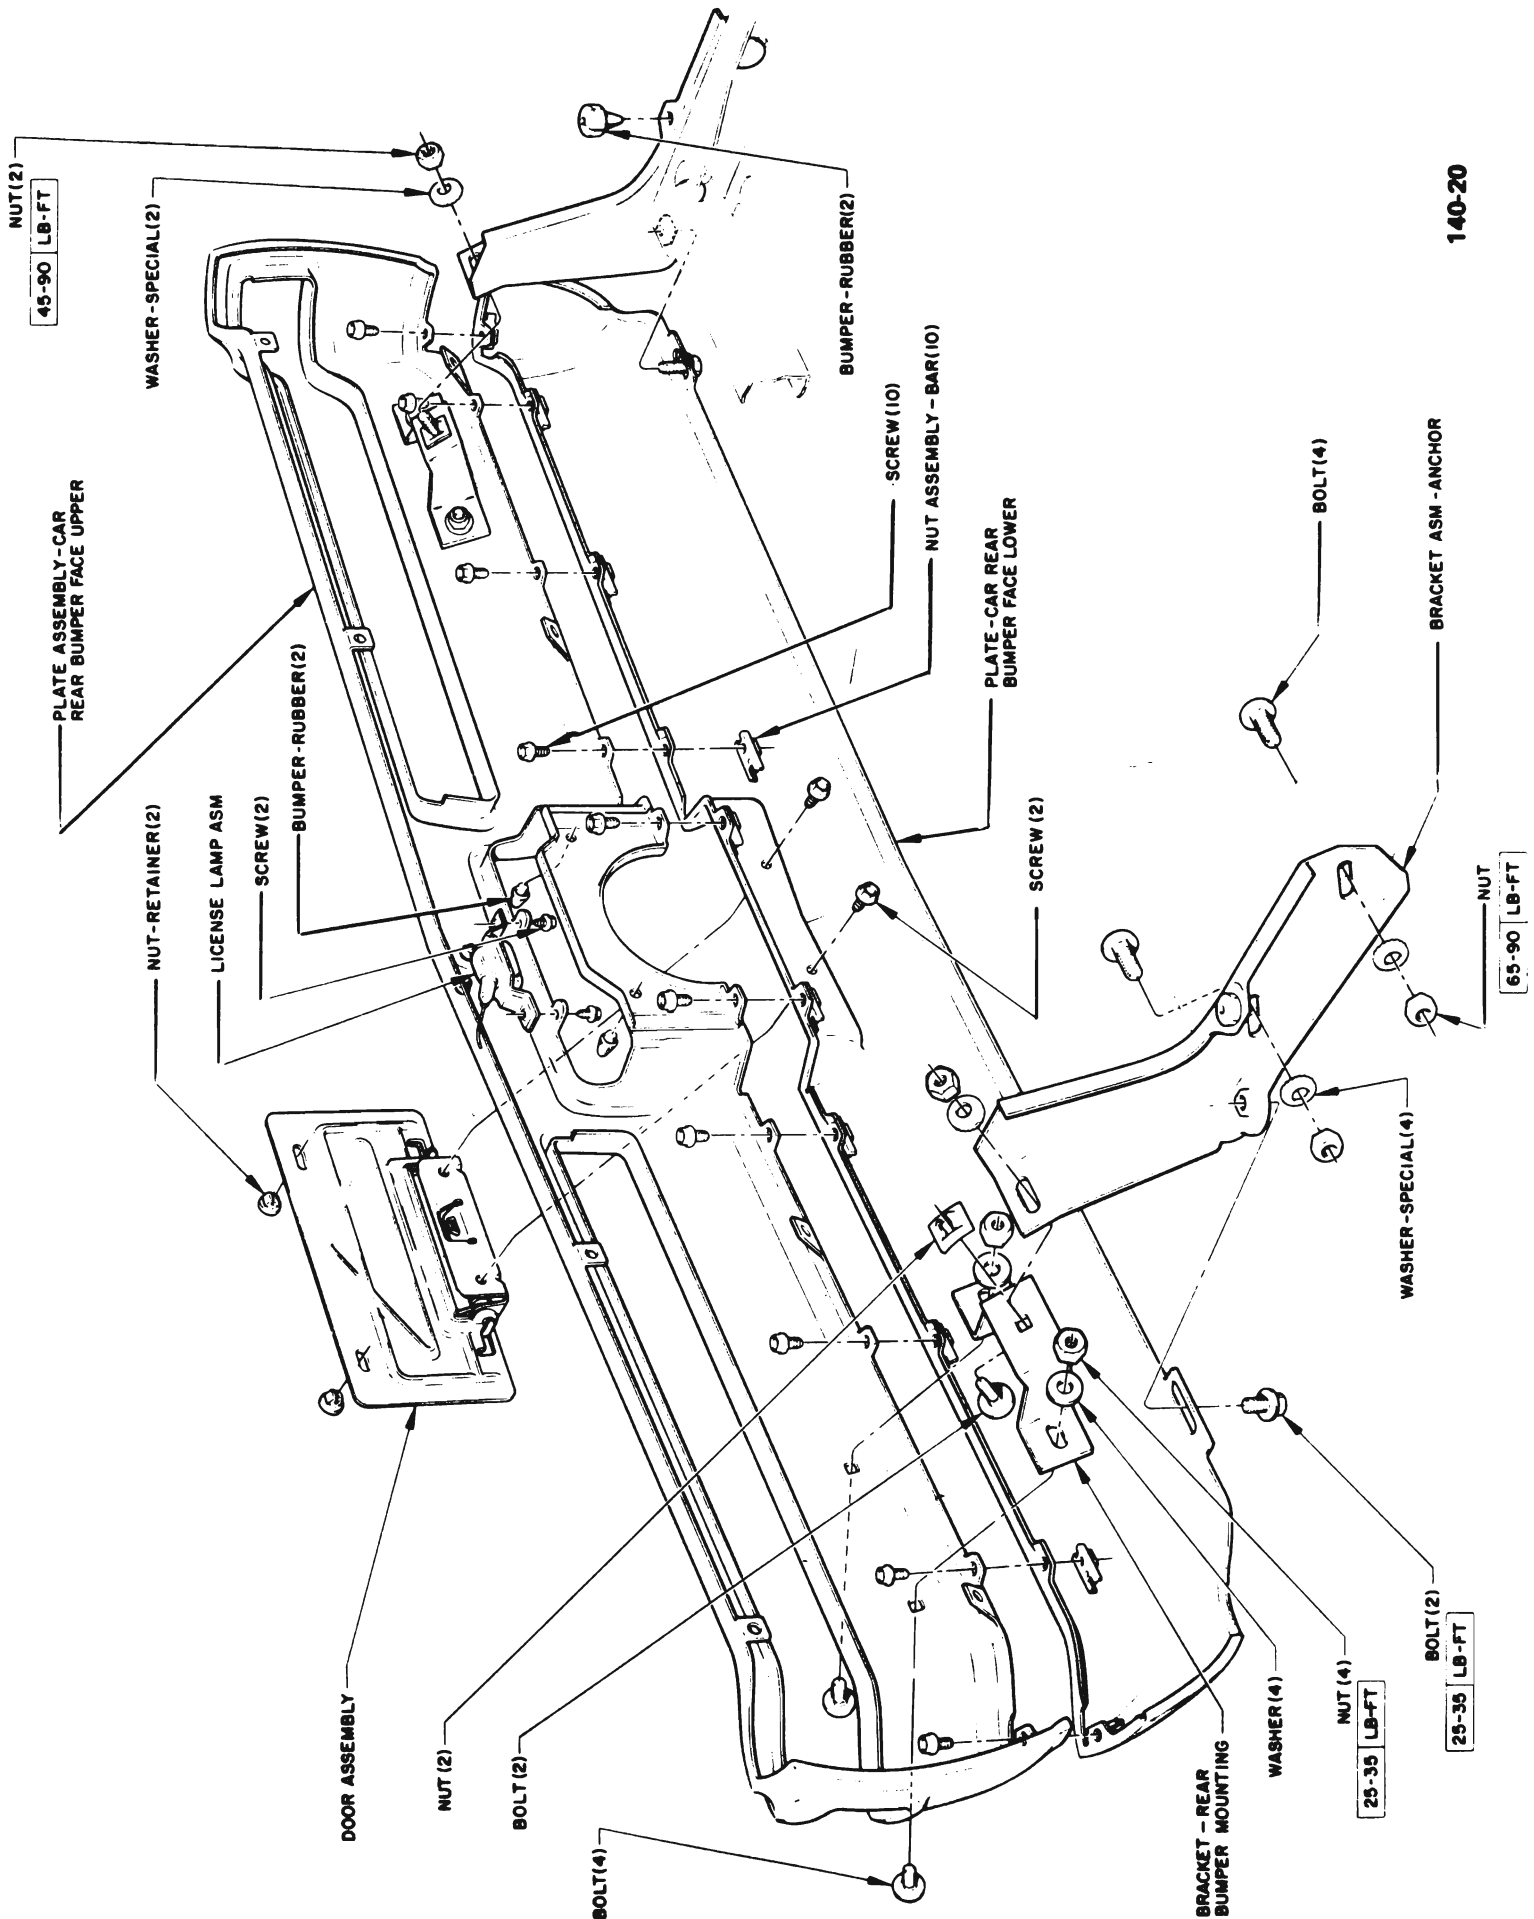 BOLT(4)
DOOR ASSEMBLY
NUT(2)
BOLT(2)
BRACKET-REAR
BUMPER MOUNTING
WASHER(4)
NUT(4)
25-35 LB-FT
BOLT(2)
25-35 LB-FT
NUT-RETAINER(2)
LICENSE LAMP ASM
SCREW(2)
BUMPER-RUBBER(2)
PLATE ASSEMBLY-CAR
REAR BUMPER FACE UPPER
WASHER-SPECIAL(4)
NUT
65-90 LB-FT
SCREW(2)
PLATE-CAR REAR
BUMPER FACE LOWER
NUT ASSEMBLY-BAR(10)
SCREW(10)
BRACKET ASM-ANCHOR
BOLT(4)
WASHER-SPECIAL(2)
NUT(2)
45-90 LB-FT
BUMPER-RUBBER(2)
140-20